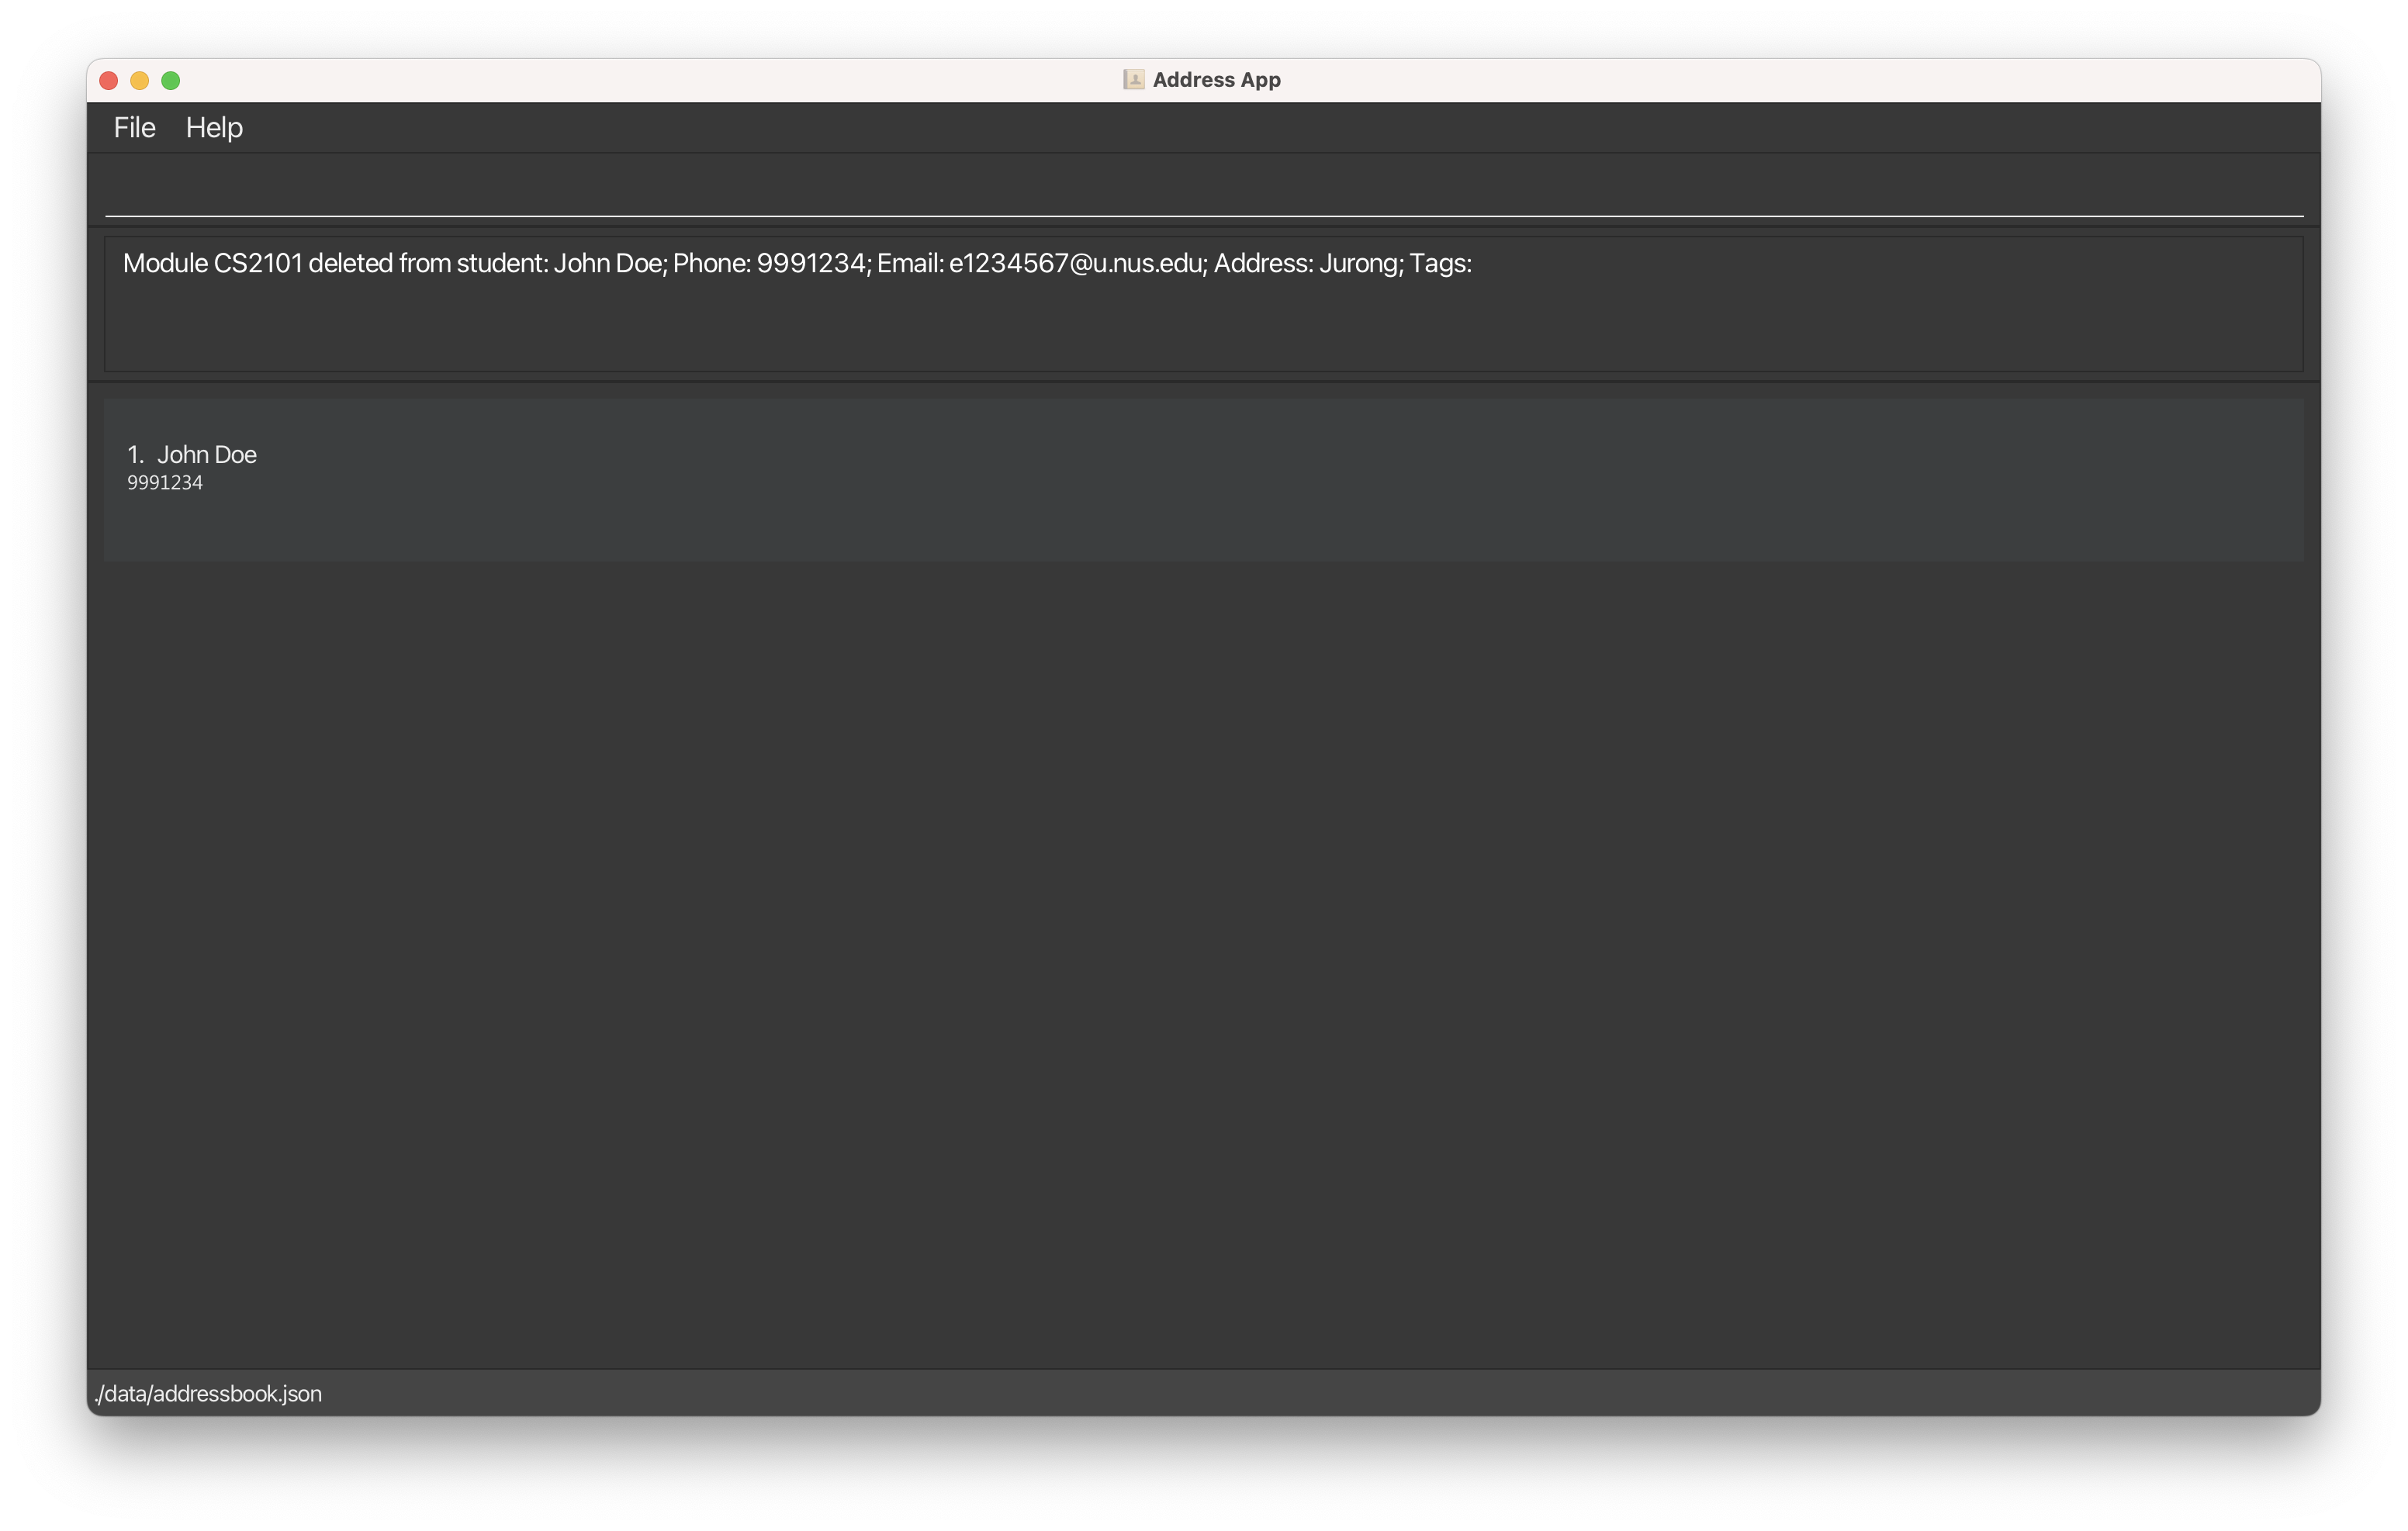 Address App
File Help
Module CS2101 deleted from student: John Doe; Phone: 9991234; Email: e1234567@u.nus.edu; Address: Jurong; Tags:
1. John Doe
9991234
./data/addressbook.json